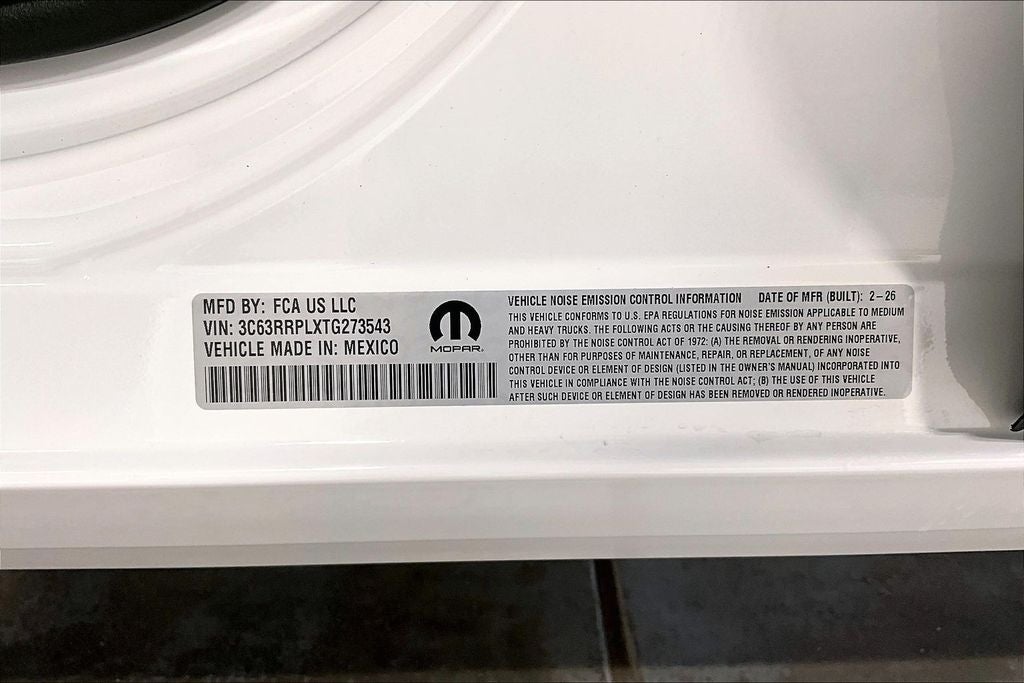 MFD BY: FCA US LLC
VIN: 3C63RRPLXTG273543
VEHICLE MADE IN: MEXICO
MOPAR
VEHICLE NOISE EMISSION CONTROL INFORMATION DATE OF MFR (BUILT): 2-26
THIS VEHICLE CONFORMS TO U.S. EPA REGULATIONS FOR NOISE EMISSION APPLICABLE TO MEDIUM
AND HEAVY TRUCKS. THE FOLLOWING ACTS OR THE CAUSING THEREOF BY ANY PERSON ARE
PROHIBITED BY THE NOISE CONTROL ACT OF 1972: (A) THE REMOVAL OR RENDERING INOPERATIVE,
OTHER THAN FOR PURPOSES OF MAINTENANCE, REPAIR, OR REPLACEMENT, OF ANY NOISE
CONTROL DEVICE OR ELEMENT OF DESIGN (LISTED IN THE OWNER'S MANUAL) INCORPORATED INTO
THIS VEHICLE IN COMPLIANCE WITH THE NOISE CONTROL ACT; (B) THE USE OF THIS VEHICLE
AFTER SUCH DEVICE OR ELEMENT OF DESIGN HAS BEEN REMOVED OR RENDERED INOPERATIVE.